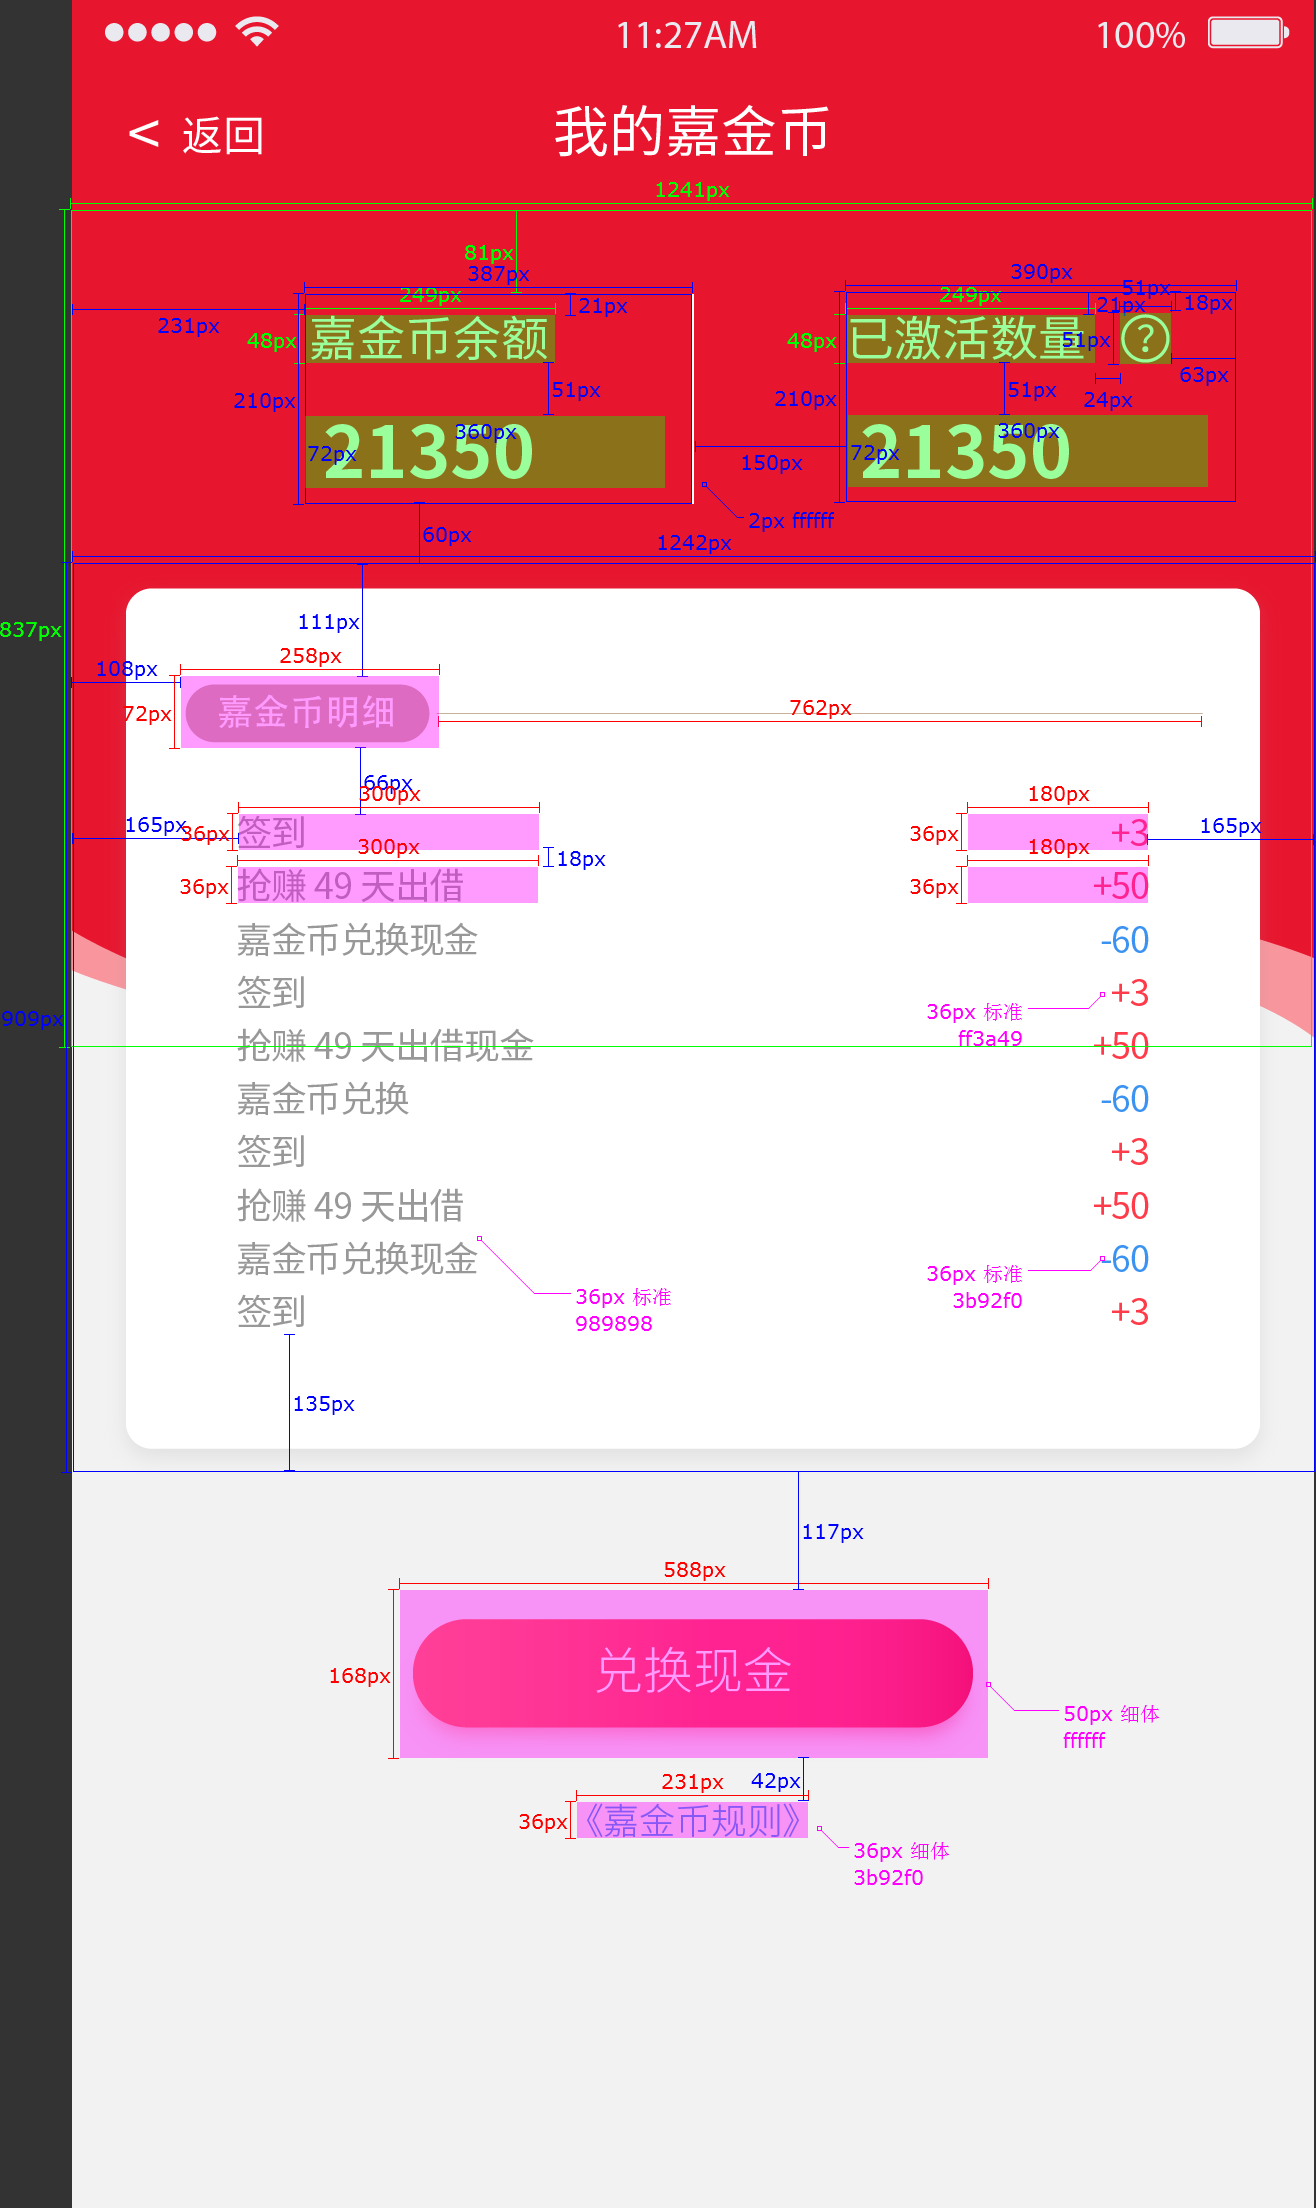 11:27AM 100%
< 返回 我的嘉金币
1241px
81px
387px 390px
249px 21px 249px 51px 21px 18px
231px
48px 嘉金币余额 48px 已激活数量 51px ?
63px
210px 51px 210px 51px 24px
21350 360px 72px 21350 360px 72px
150px
2px ffffff
60px
1242px
837px
111px
258px
108px
72px 嘉金币明细 762px
66px
300px 180px
165px 36px 签到 36px +3 165px
300px 18px 180px
36px 抢赚 49 天出借 36px +50
嘉金币兑换现金 -60
签到 +3
36px 标准
ff3a49
909px
抢赚 49 天出借现金 +50
嘉金币兑换 -60
签到 +3
抢赚 49 天出借 +50
嘉金币兑换现金 -60
36px 标准
3b92f0
36px 标准
989898
签到 +3
135px
117px
588px
168px 兑换现金
50px 细体
ffffff
231px 42px
36px 《嘉金币规则》
36px 细体
3b92f0